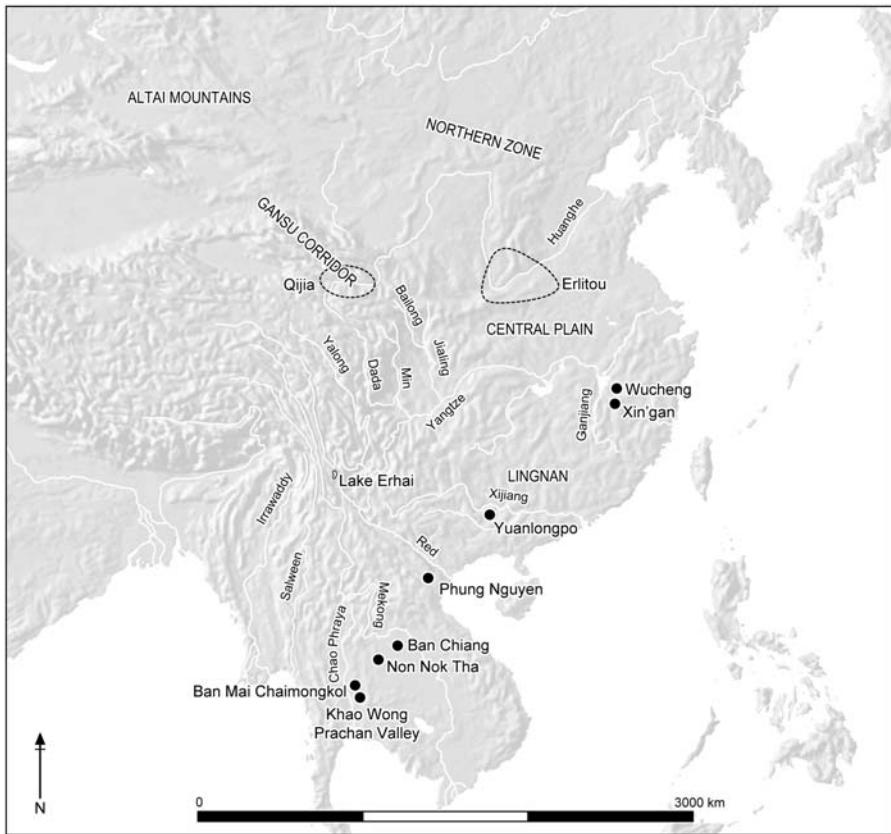 ALTAI MOUNTAINS
NORTHERN ZONE
GANSU CORRIDOR
Huanghe
Qijia
Erlitou
Bailong
CENTRAL PLAIN
Yalong
Dada
Min
Jialing
Yangtze
Ganjiang
Wucheng
Xin'gan
Lake Erhai
LINGNAN
Irrawaddy
Xijiang
Yuanlongpo
Red
Salween
Phung Nguyen
Mekong
Chao Phraya
Ban Chiang
Non Nok Tha
Ban Mai Chaimongkol
Khao Wong
Prachan Valley
N
0
3000 km